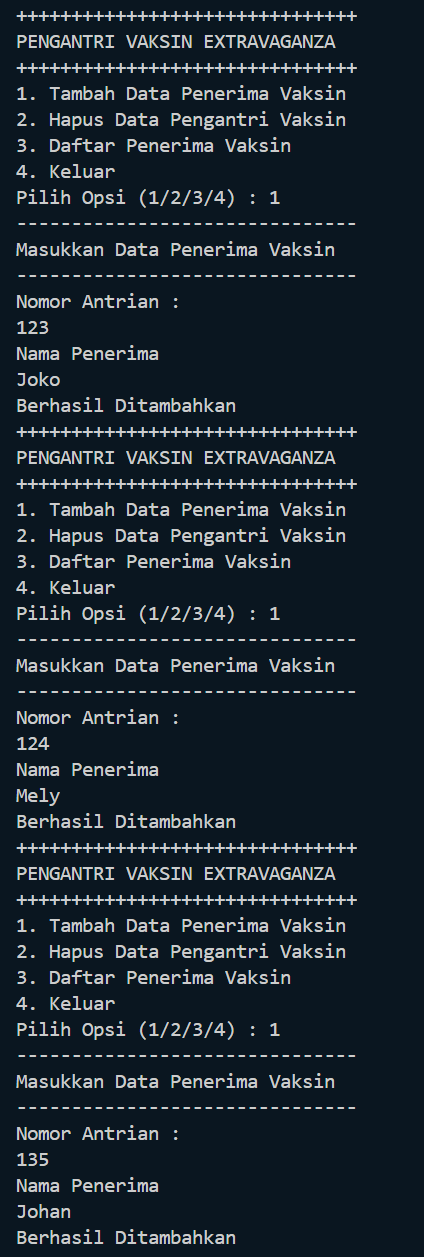 +++++++++++++++++++++++++++++++
PENGANTRI VAKSIN EXTRAVAGANZA
+++++++++++++++++++++++++++++++
1. Tambah Data Penerima Vaksin
2. Hapus Data Pengantri Vaksin
3. Daftar Penerima Vaksin
4. Keluar
Pilih Opsi (1/2/3/4) : 1
-------------------------------
Masukkan Data Penerima Vaksin
-------------------------------
Nomor Antrian :
123
Nama Penerima
Joko
Berhasil Ditambahkan
+++++++++++++++++++++++++++++++
PENGANTRI VAKSIN EXTRAVAGANZA
+++++++++++++++++++++++++++++++
1. Tambah Data Penerima Vaksin
2. Hapus Data Pengantri Vaksin
3. Daftar Penerima Vaksin
4. Keluar
Pilih Opsi (1/2/3/4) : 1
-------------------------------
Masukkan Data Penerima Vaksin
-------------------------------
Nomor Antrian :
124
Nama Penerima
Mely
Berhasil Ditambahkan
+++++++++++++++++++++++++++++++
PENGANTRI VAKSIN EXTRAVAGANZA
+++++++++++++++++++++++++++++++
1. Tambah Data Penerima Vaksin
2. Hapus Data Pengantri Vaksin
3. Daftar Penerima Vaksin
4. Keluar
Pilih Opsi (1/2/3/4) : 1
-------------------------------
Masukkan Data Penerima Vaksin
-------------------------------
Nomor Antrian :
135
Nama Penerima
Johan
Berhasil Ditambahkan